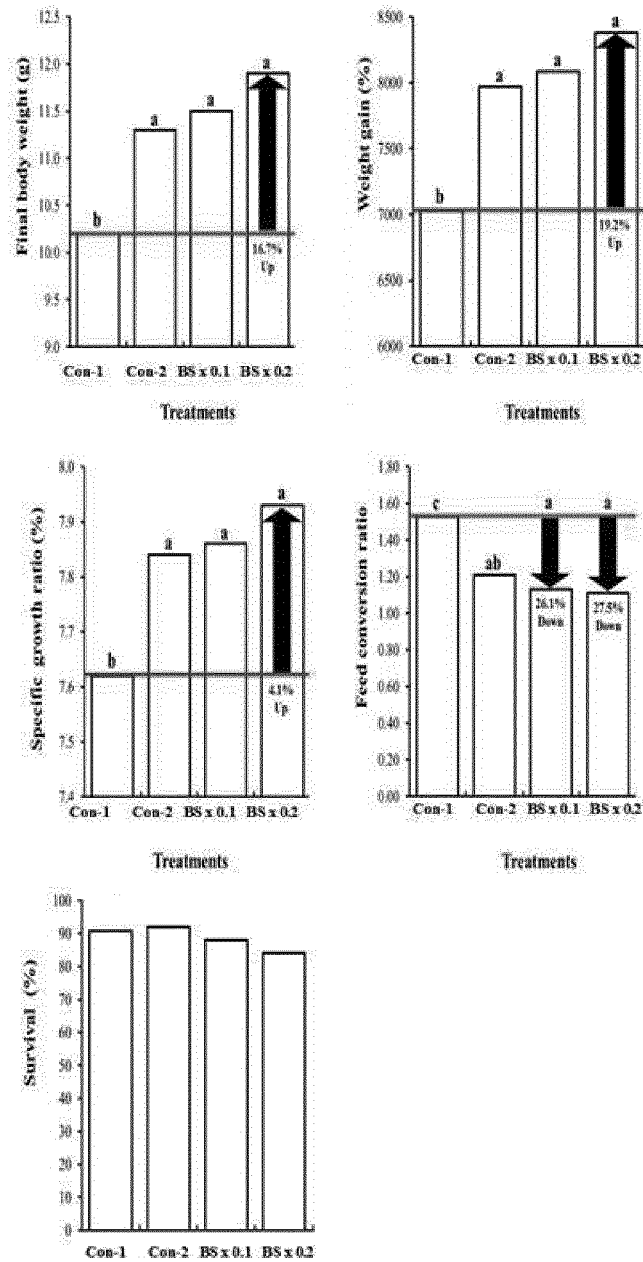 Final body weight (g)
12.5
12.0
11.5
11.0
10.5
10.0
9.5
9.0
b
a
a
a
16.7%
Up
Con-1 Con-2 BS x 0.1 BS x 0.2
Treatments
Weight gain (%)
8500
8000
7500
7000
6500
6000
b
a
a
a
19.2%
Up
Con-1 Con-2 BS x 0.1 BS x 0.2
Treatments
Specific growth ratio (%)
8.0
7.9
7.8
7.7
7.6
7.5
7.4
b
a
a
a
4.1%
Up
Con-1 Con-2 BS x 0.1 BS x 0.2
Treatments
Feed conversion ratio
1.80
1.60
1.40
1.20
1.00
0.80
0.60
0.40
0.20
0.00
c
ab
a
a
26.1%
Down
27.5%
Down
Con-1 Con-2 BS x 0.1 BS x 0.2
Treatments
Survival (%)
100
90
80
70
60
50
40
30
20
10
0
Con-1 Con-2 BS x 0.1 BS x 0.2